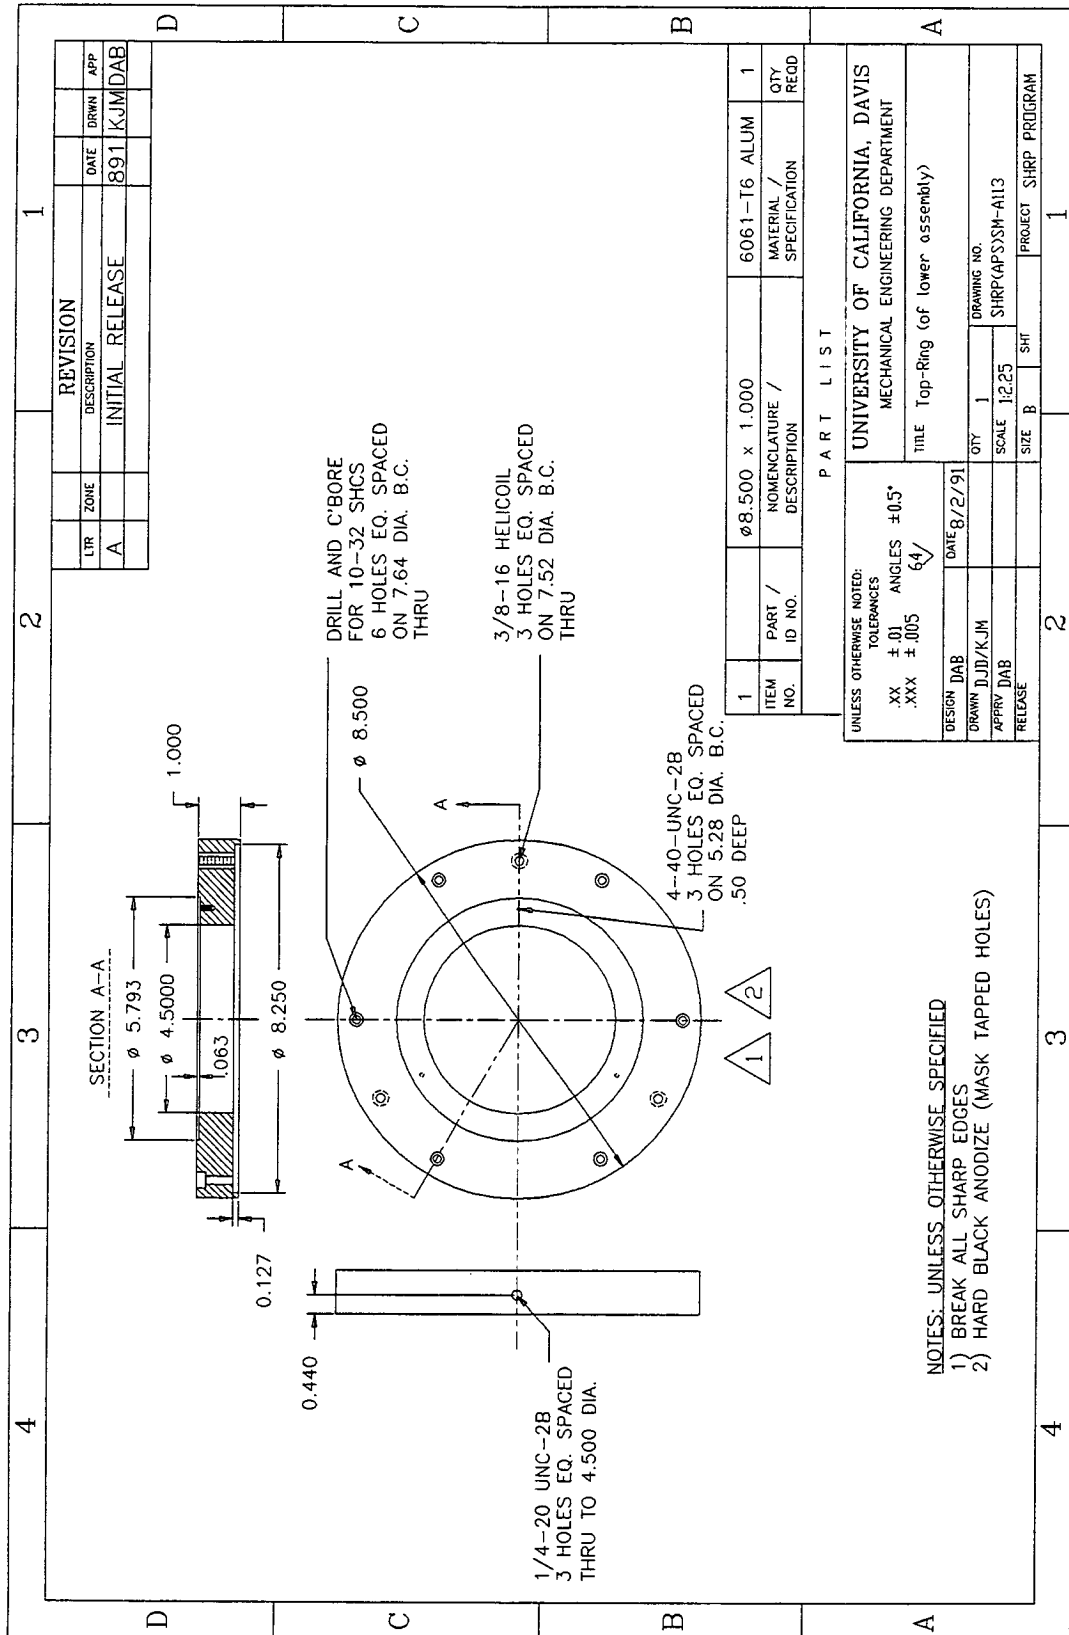 4
3
2
1
D
C
B
A
REVISION
LTR ZONE DESCRIPTION DATE DRWN APP
A INITIAL RELEASE 891 KJM DAB
SECTION A-A
ø 5.793
ø 4.5000
.063
ø 8.250
1.000
0.127
0.440
1/4-20 UNC-2B
3 HOLES EQ. SPACED
THRU TO 4.500 DIA.
A
A
ø 8.500
DRILL AND C'BORE
FOR 10-32 SHCS
6 HOLES EQ. SPACED
ON 7.64 DIA. B.C.
THRU
3/8-16 HELICOIL
3 HOLES EQ. SPACED
ON 7.52 DIA. B.C.
THRU
4-40-UNC-2B
3 HOLES EQ. SPACED
ON 5.28 DIA. B.C.
.50 DEEP
1
2
NOTES: UNLESS OTHERWISE SPECIFIED
1) BREAK ALL SHARP EDGES
2) HARD BLACK ANODIZE (MASK TAPPED HOLES)
1 ø8.500 x 1.000 6061-T6 ALUM 1
ITEM NO. PART / ID NO. NOMENCLATURE / DESCRIPTION MATERIAL / SPECIFICATION QTY REQD
PART LIST
UNLESS OTHERWISE NOTED:
TOLERANCES
.XX ±.01 ANGLES ±0.5°
.XXX ±.005 64/
DESIGN DAB DATE 8/2/91
DRAWN DJD/KJM
APPRV DAB
RELEASE
UNIVERSITY OF CALIFORNIA, DAVIS
MECHANICAL ENGINEERING DEPARTMENT
TITLE Top-Ring (of lower assembly)
QTY 1 DRAWING NO.
SCALE 1:2.25 SHRP(APS)SM-A113
SIZE B SHT PROJECT SHRP PROGRAM
D
C
B
A
4
3
2
1